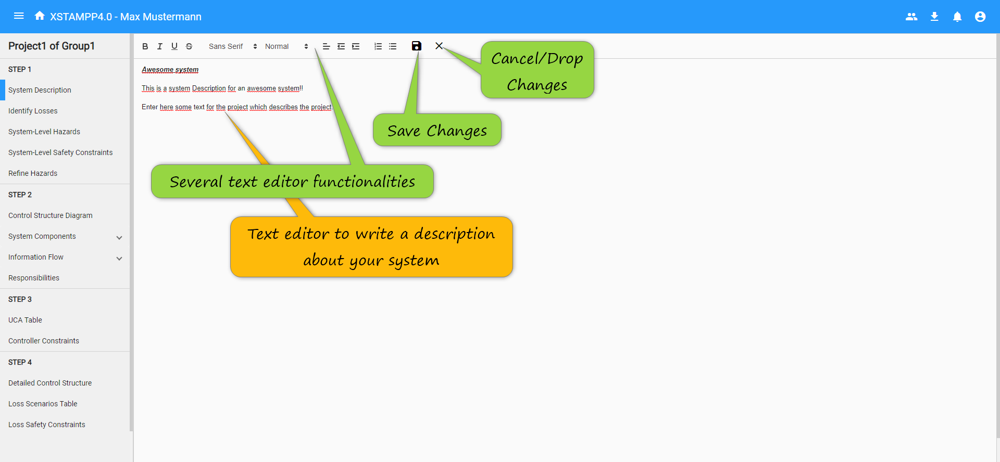 XSTAMPP4.0 - Max Mustermann
Project1 of Group1
STEP 1
System Description
Identify Losses
System-Level Hazards
System-Level Safety Constraints
Refine Hazards
STEP 2
Control Structure Diagram
System Components
Information Flow
Responsibilities
STEP 3
UCA Table
Controller Constraints
STEP 4
Detailed Control Structure
Loss Scenarios Table
Loss Safety Constraints
B I U S Sans Serif Normal
Awesome system
This is a system Description for an awesome system!!
Enter here some text for the project which describes the project
Cancel/Drop
Changes
Save Changes
Several text editor functionalities
Text editor to write a description
about your system